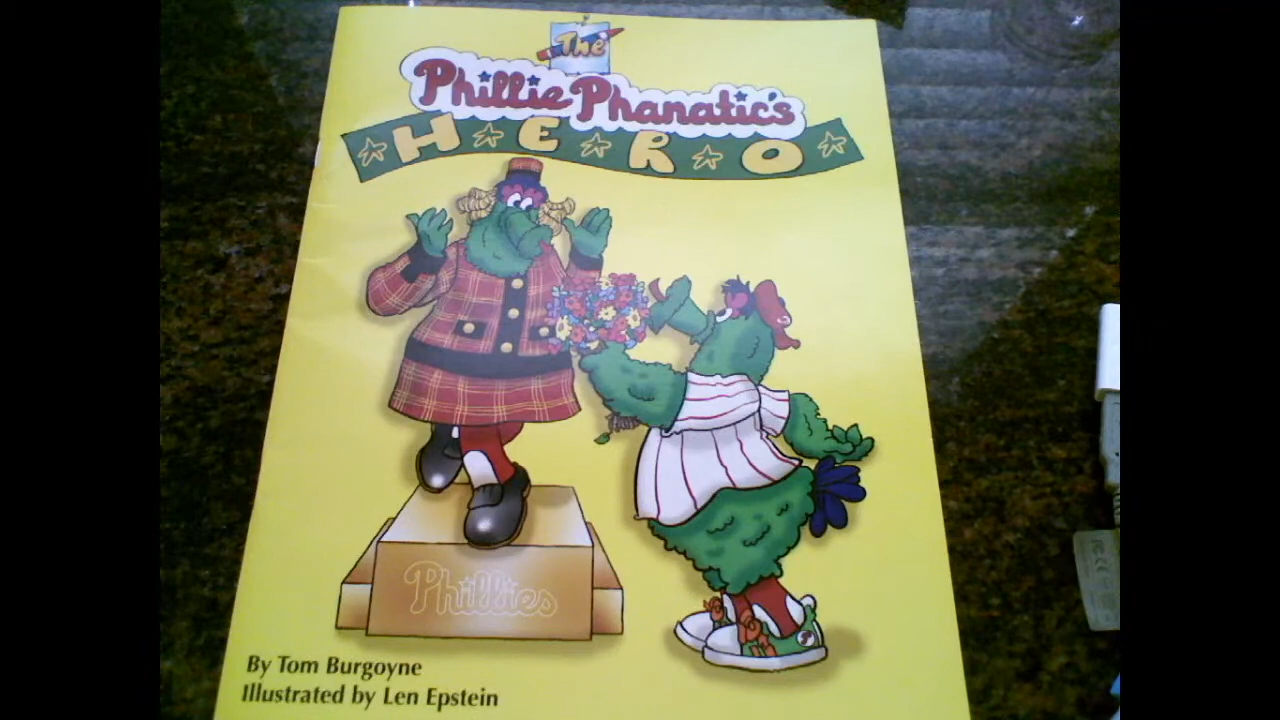 The
Phillie Phanatic's
HERO
Phillies
By Tom Burgoyne
Illustrated by Len Epstein